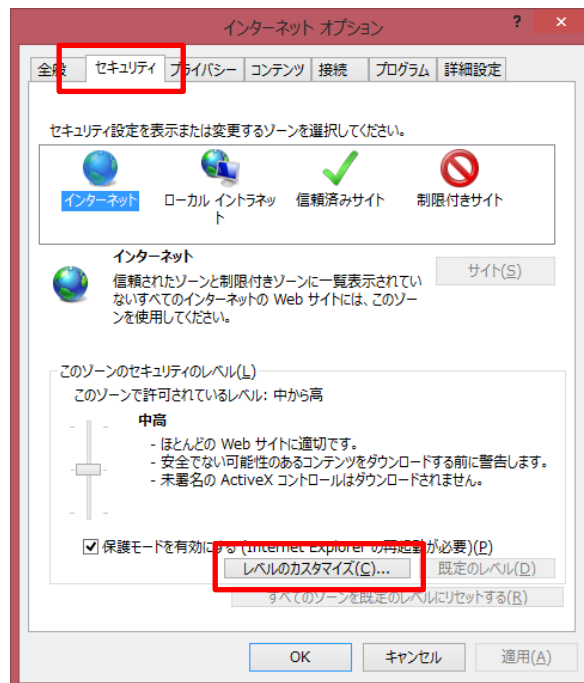 インターネット オプション
?
×
全般 セキュリティ プライバシー コンテンツ 接続 プログラム 詳細設定
セキュリティ設定を表示または変更するゾーンを選択してください。
インターネット
ローカル イントラネッ
ト
信頼済みサイト
制限付きサイト
インターネット
信頼されたゾーンと制限付きゾーンに一覧表示されてい
ないすべてのインターネットの Web サイトには、このゾー
ンを使用してください。
サイト(S)
このゾーンのセキュリティのレベル(L)
このゾーンで許可されているレベル: 中から高
中高
- ほとんどの Web サイトに適切です。
- 安全でない可能性のあるコンテンツをダウンロードする前に警告します。
- 未署名の ActiveX コントロールはダウンロードされません。
保護モードを有効にする (Internet Explorer の再起動が必要)(P)
レベルのカスタマイズ(C)... 既定のレベル(D)
すべてのゾーンを既定のレベルにリセットする(R)
OK キャンセル 適用(A)